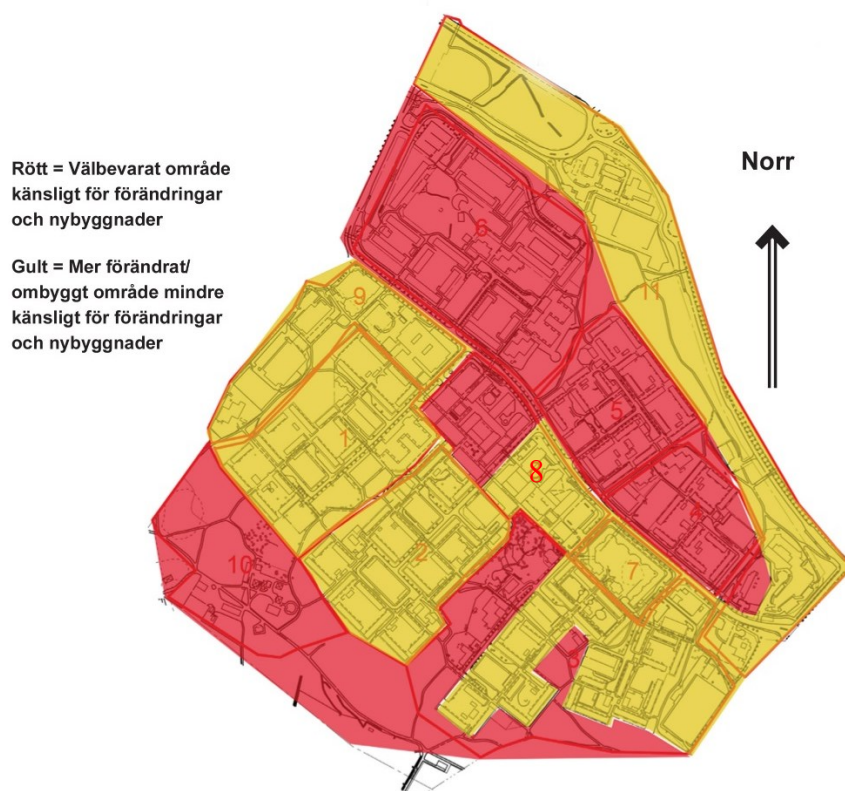 Norr
Rött = Välbevarat område
känsligt för förändringar
och nybyggnader
Gult = Mer förändrat/
ombyggt område mindre
känsligt för förändringar
och nybyggnader
6
9
11
5
1
8
4
2
10
7